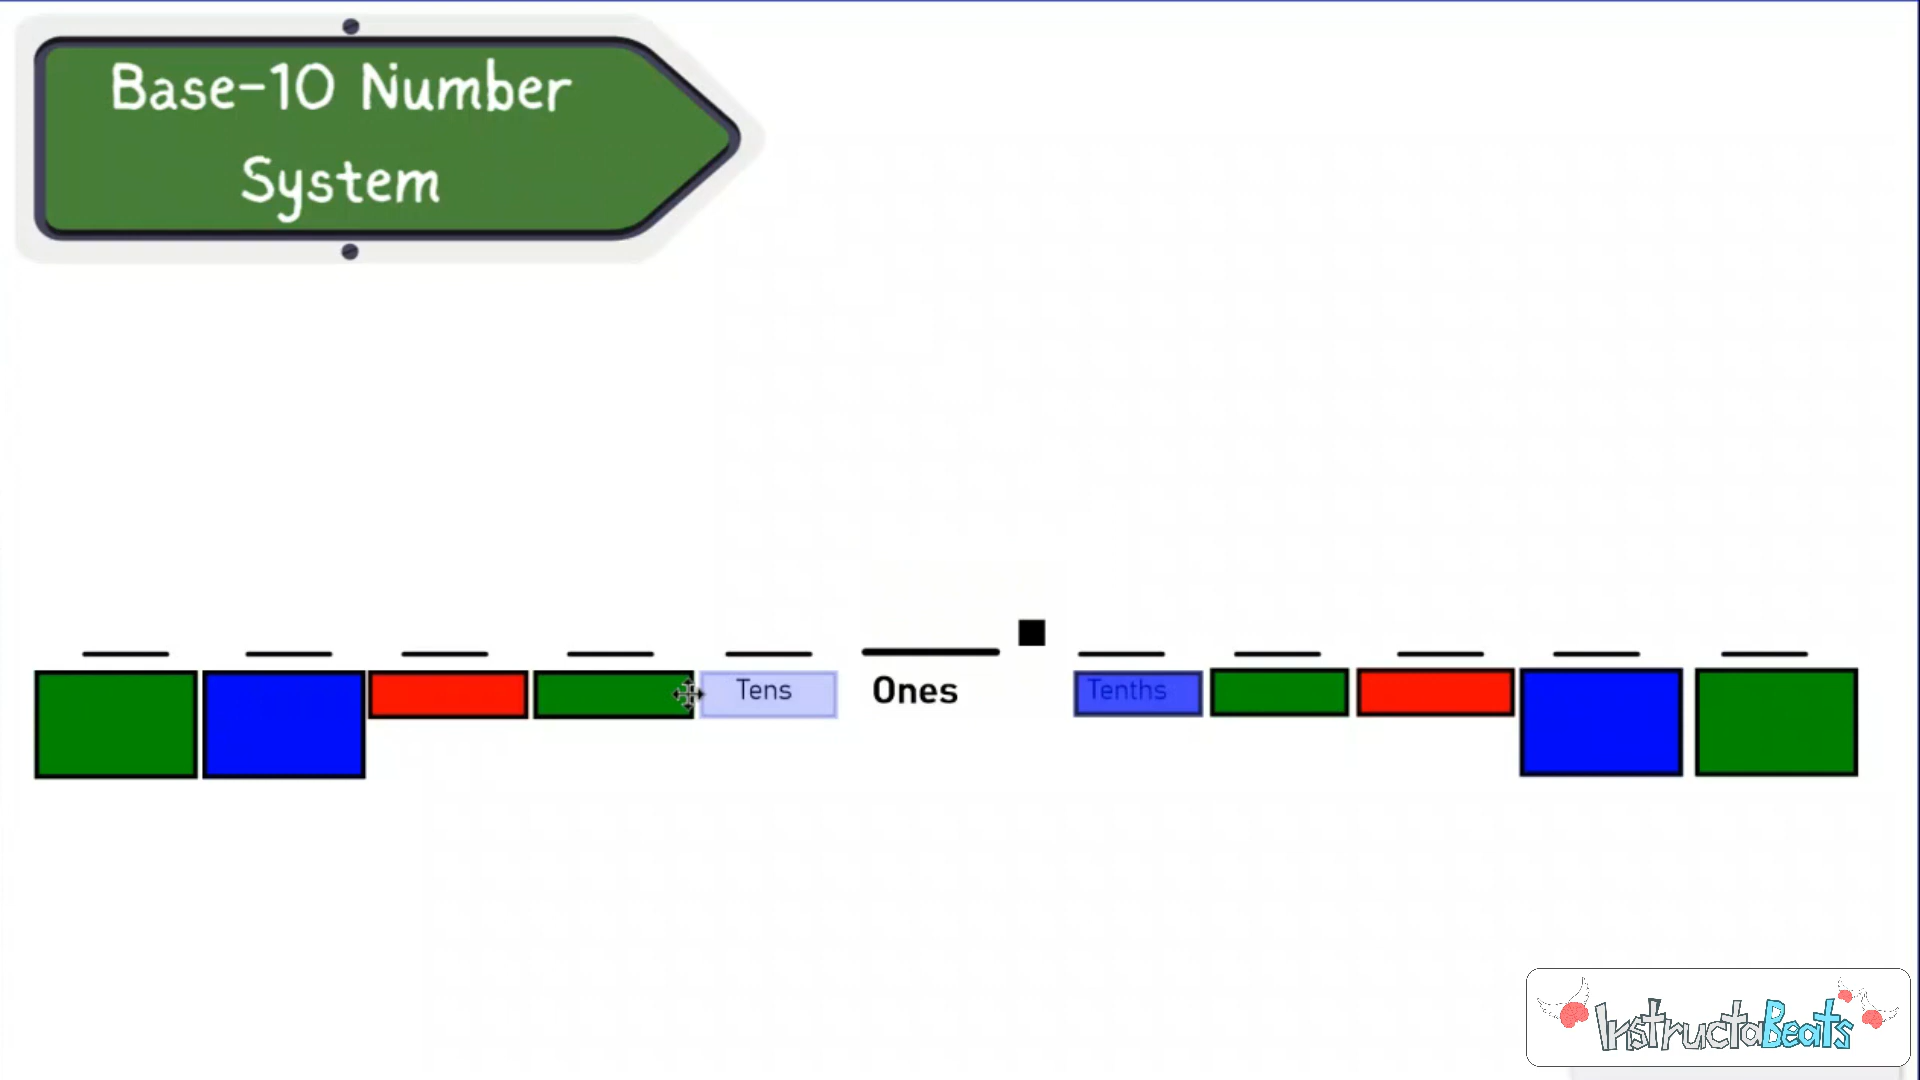 Base-10 Number
System
Tens
Ones
Tenths
InstructaBeats